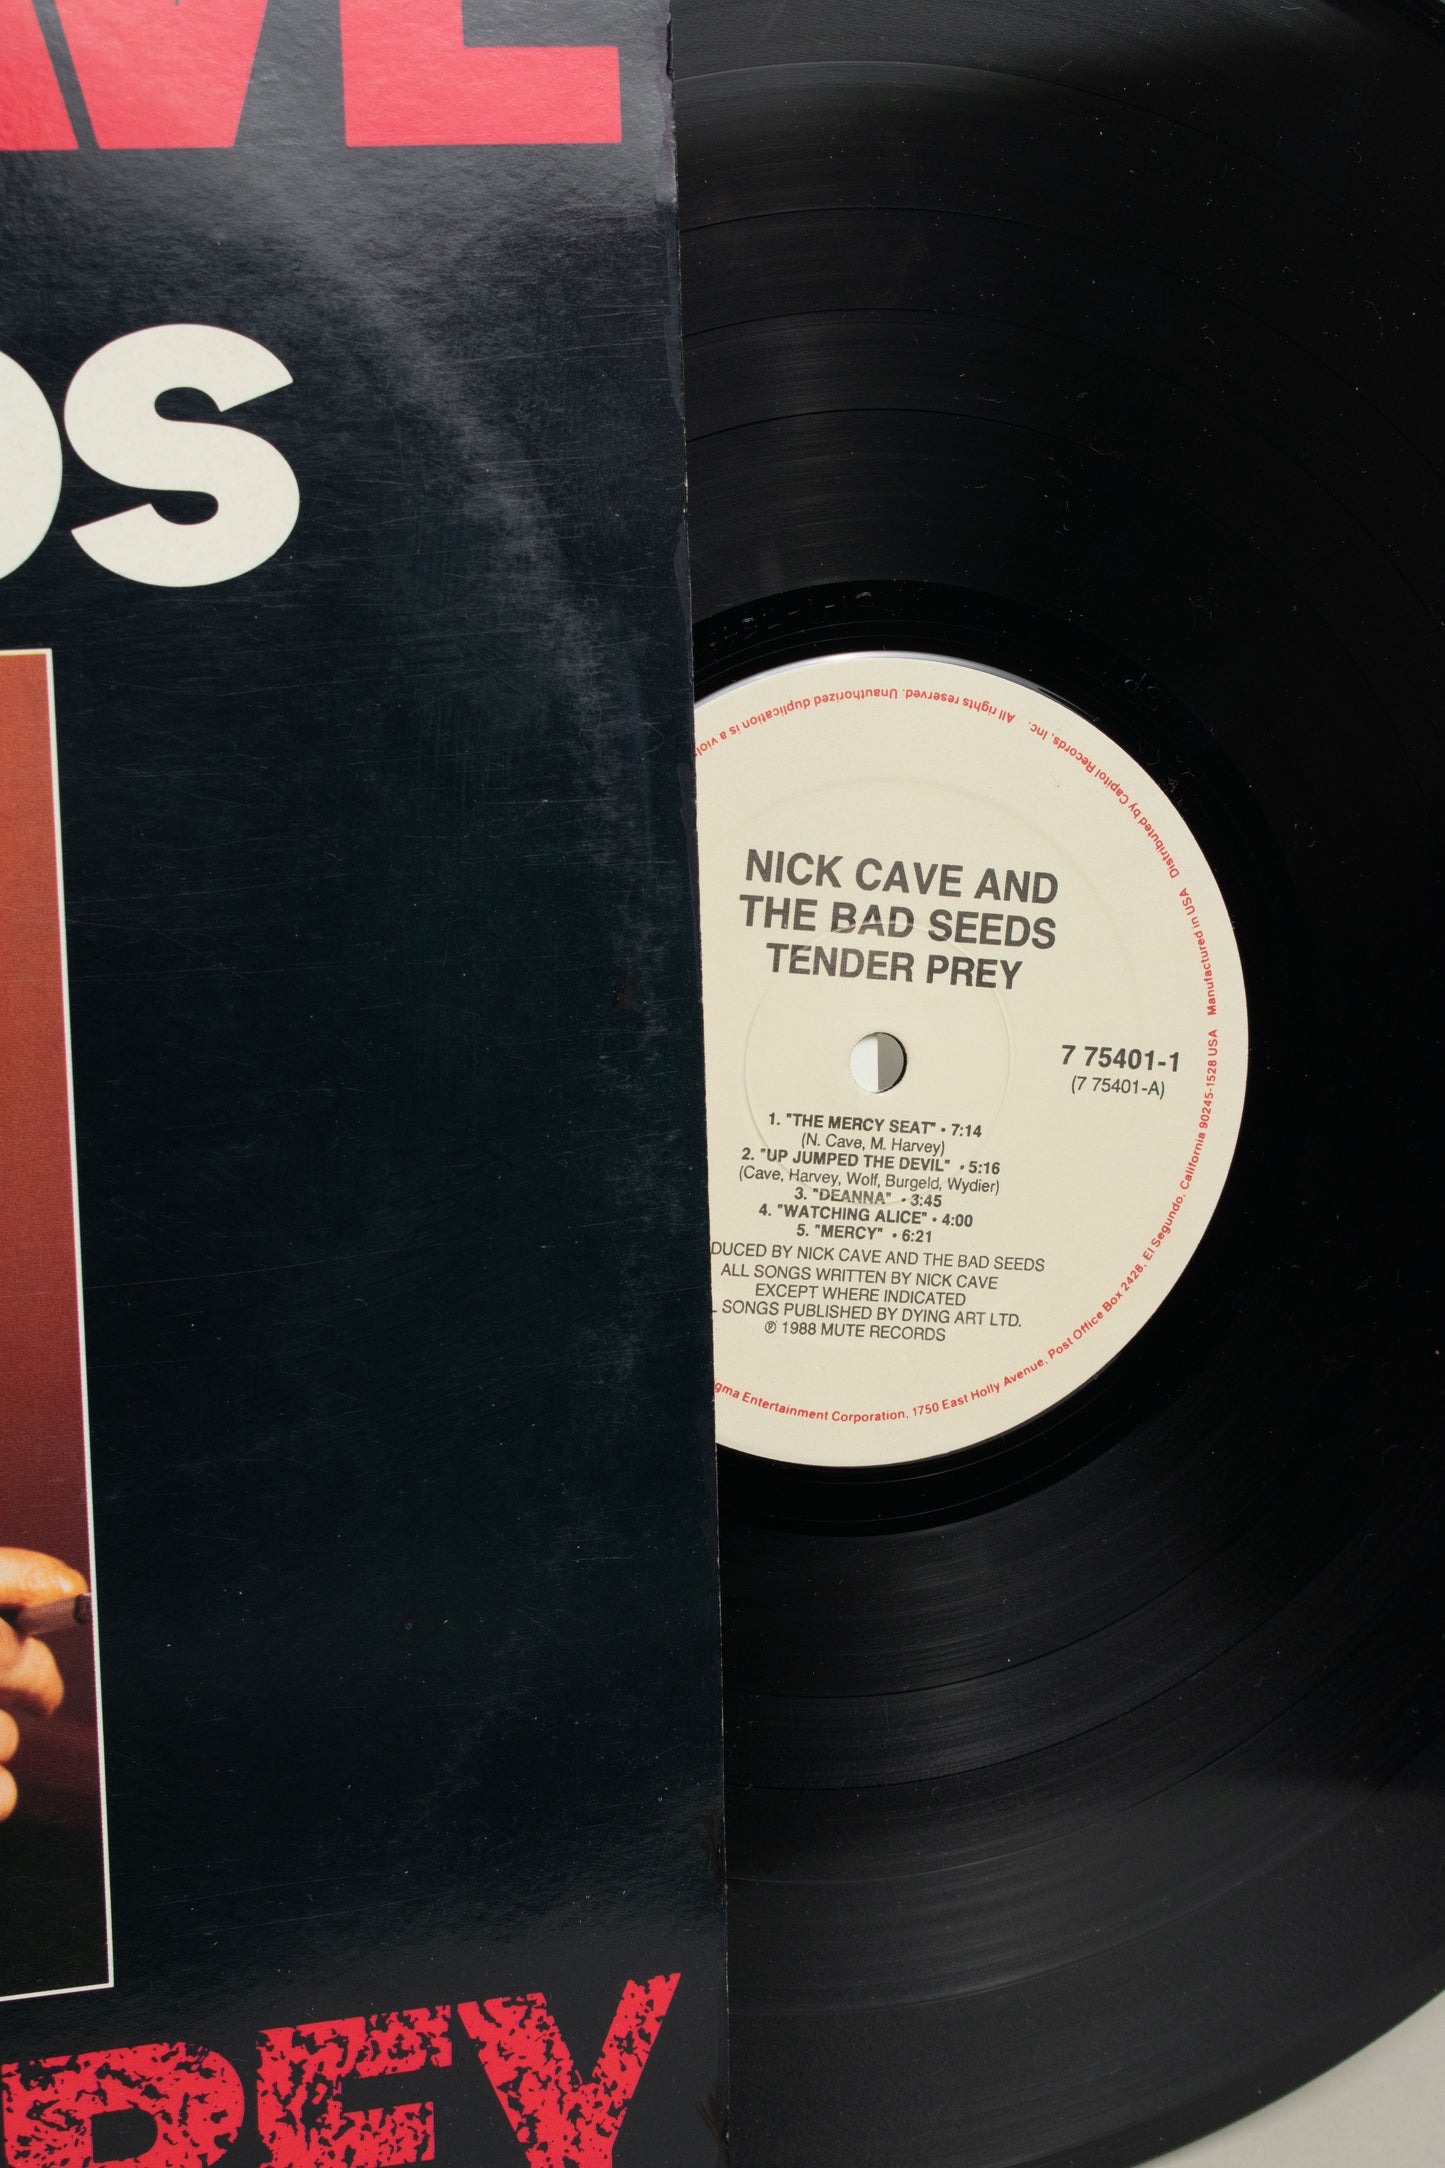 AVE
DS
PREY
NICK CAVE AND
THE BAD SEEDS
TENDER PREY
7 75401-1
(7 75401-A)
1. "THE MERCY SEAT" • 7:14
(N. Cave, M. Harvey)
2. "UP JUMPED THE DEVIL" • 5:16
(Cave, Harvey, Wolf, Burgeld, Wydier)
3. "DEANNA" • 3:45
4. "WATCHING ALICE" • 4:00
5. "MERCY" • 6:21
DUCED BY NICK CAVE AND THE BAD SEEDS
ALL SONGS WRITTEN BY NICK CAVE
EXCEPT WHERE INDICATED
L SONGS PUBLISHED BY DYING ART LTD.
℗ 1988 MUTE RECORDS
gma Entertainment Corporation, 1750 East Holly Avenue, Post Office Box 2428, El Segundo, California 90245-1528 USA Manufactured in USA Distributed by Capitol Records, Inc. All rights reserved. Unauthorized duplication is a viol